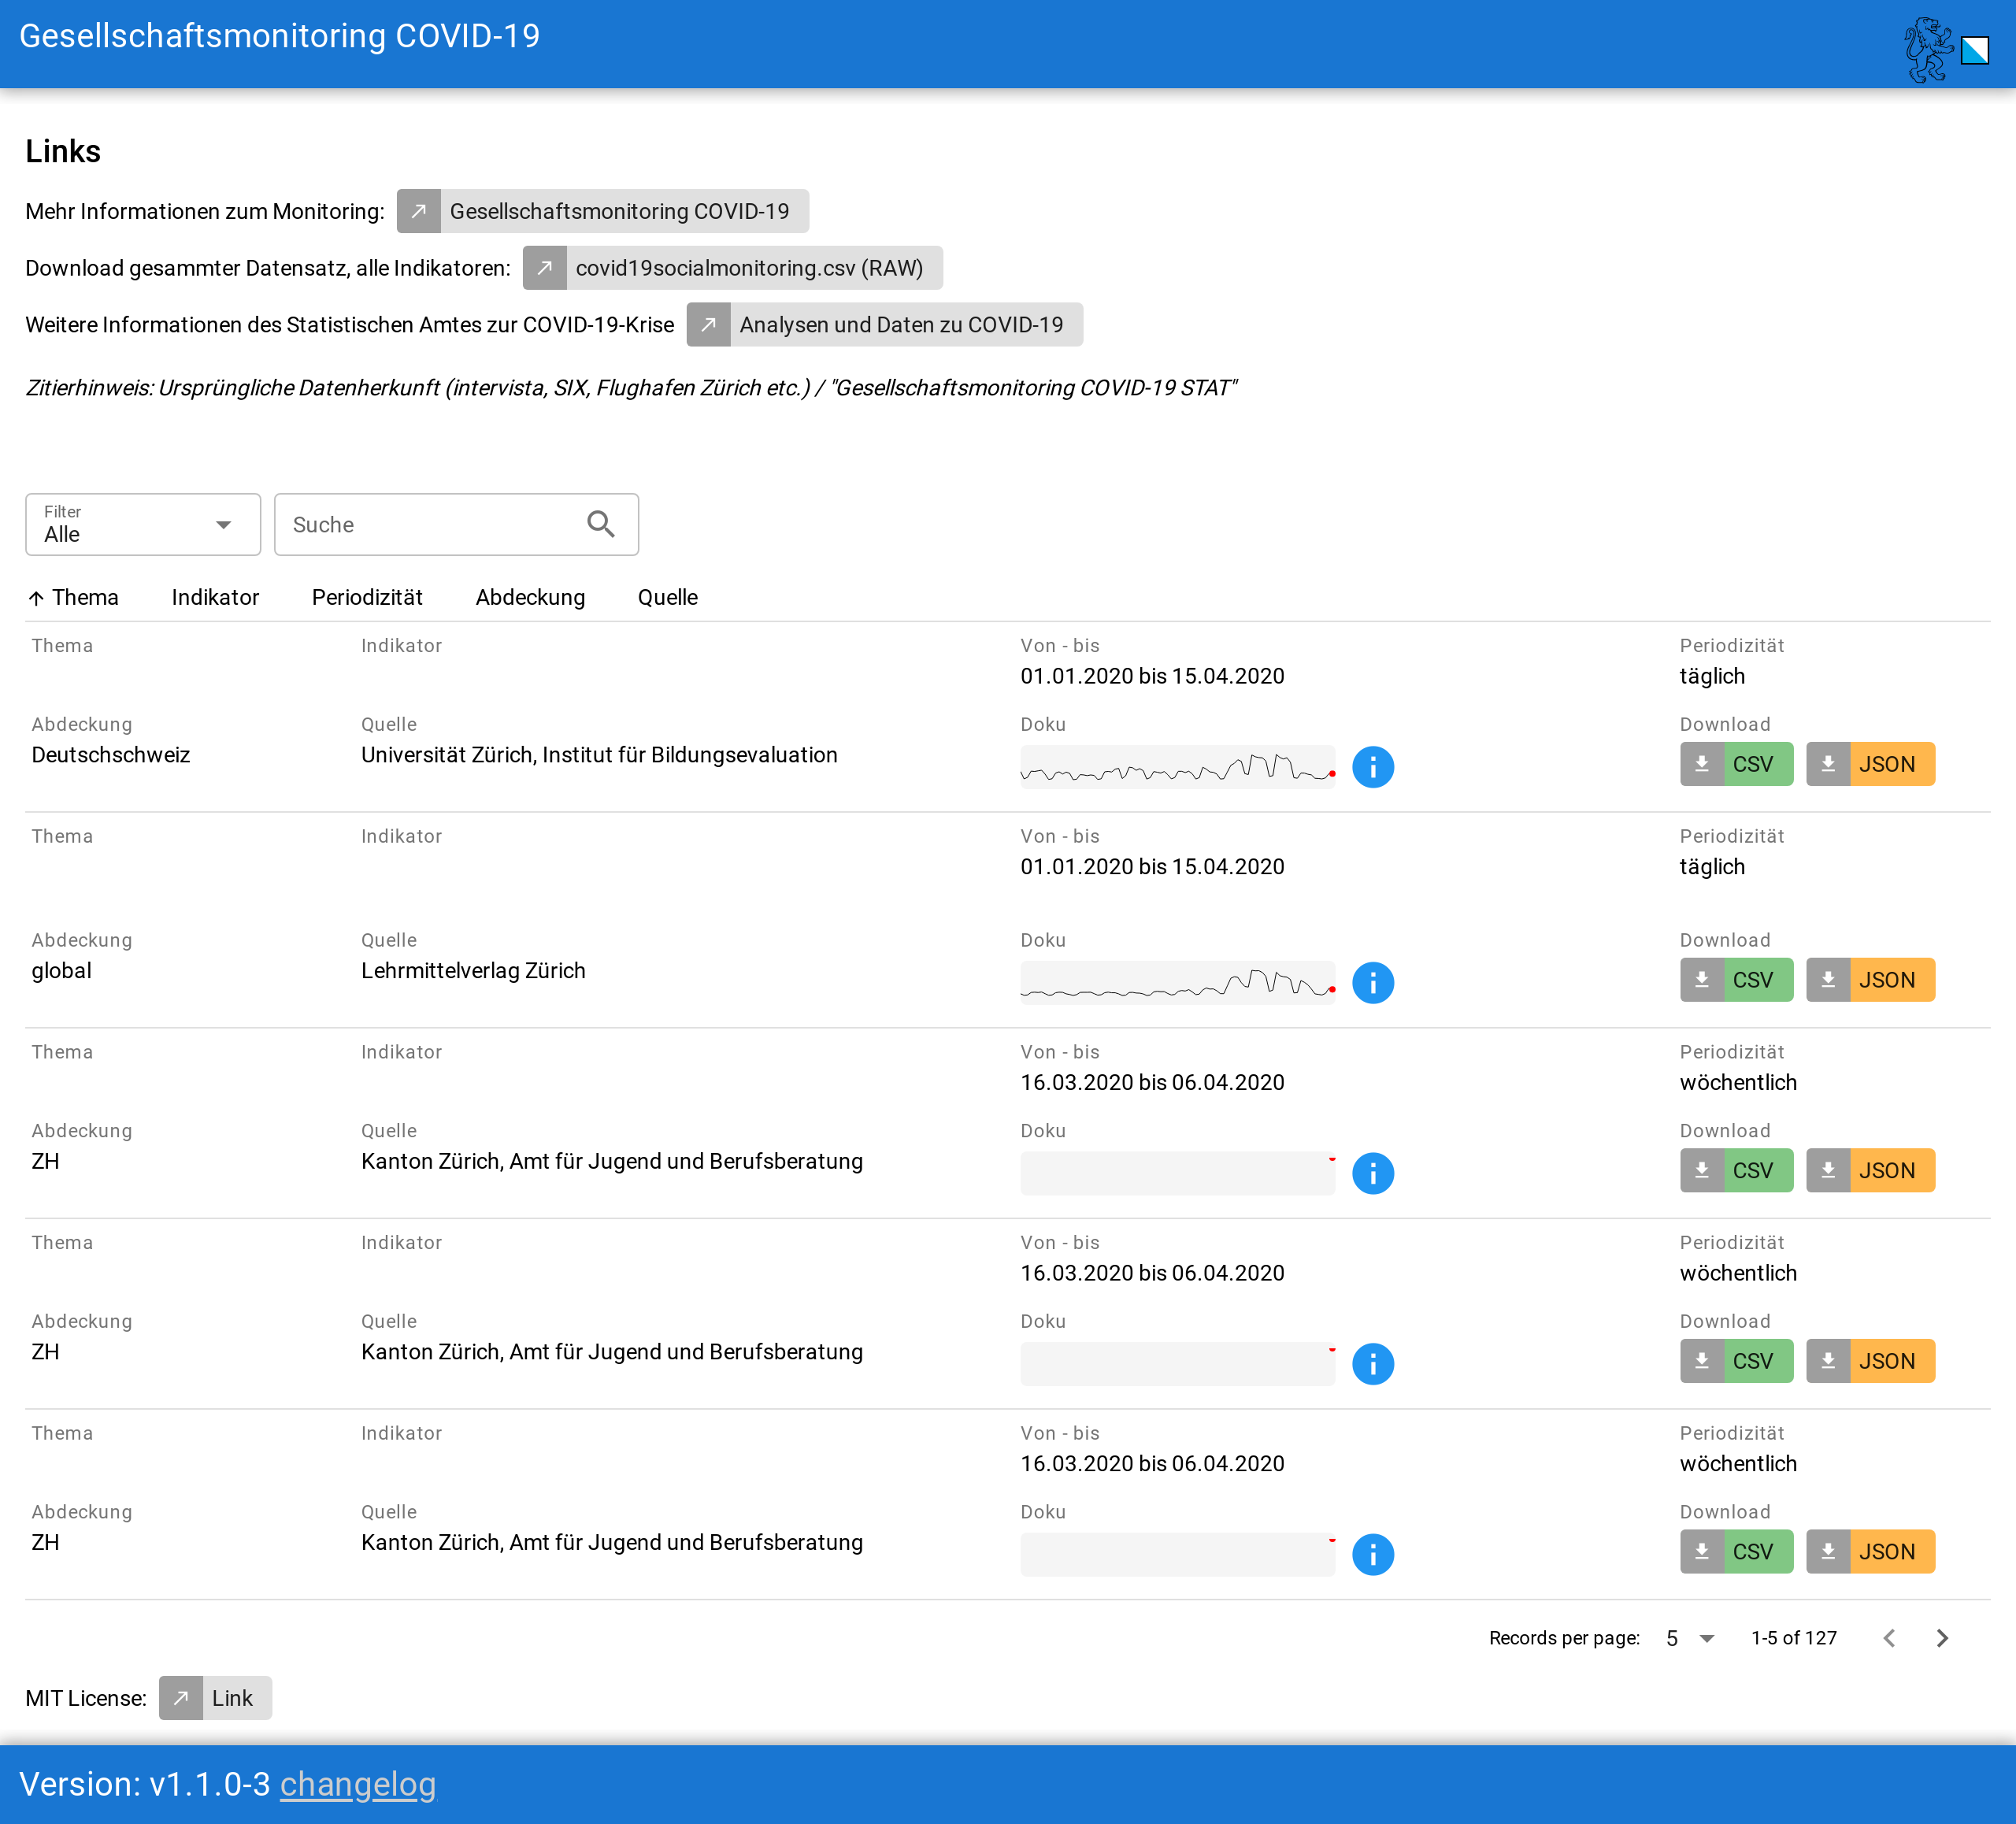 Gesellschaftsmonitoring COVID-19
Links
Mehr Informationen zum Monitoring: Gesellschaftsmonitoring COVID-19
Download gesammter Datensatz, alle Indikatoren: covid19socialmonitoring.csv (RAW)
Weitere Informationen des Statistischen Amtes zur COVID-19-Krise Analysen und Daten zu COVID-19
Zitierhinweis: Ursprüngliche Datenherkunft (intervista, SIX, Flughafen Zürich etc.) / "Gesellschaftsmonitoring COVID-19 STAT"
Filter
Alle
Suche
Thema Indikator Periodizität Abdeckung Quelle
Thema Indikator Von - bis Periodizität
01.01.2020 bis 15.04.2020 täglich
Abdeckung Quelle Doku Download
Deutschschweiz Universität Zürich, Institut für Bildungsevaluation CSV JSON
Thema Indikator Von - bis Periodizität
01.01.2020 bis 15.04.2020 täglich
Abdeckung Quelle Doku Download
global Lehrmittelverlag Zürich CSV JSON
Thema Indikator Von - bis Periodizität
16.03.2020 bis 06.04.2020 wöchentlich
Abdeckung Quelle Doku Download
ZH Kanton Zürich, Amt für Jugend und Berufsberatung CSV JSON
Thema Indikator Von - bis Periodizität
16.03.2020 bis 06.04.2020 wöchentlich
Abdeckung Quelle Doku Download
ZH Kanton Zürich, Amt für Jugend und Berufsberatung CSV JSON
Thema Indikator Von - bis Periodizität
16.03.2020 bis 06.04.2020 wöchentlich
Abdeckung Quelle Doku Download
ZH Kanton Zürich, Amt für Jugend und Berufsberatung CSV JSON
Records per page: 5 1-5 of 127
MIT License: Link
Version: v1.1.0-3 changelog